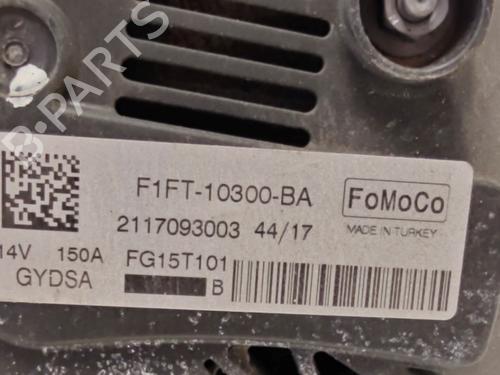 F1FT-10300-BA
FoMoCo
2117093003 44/17
MADE IN TURKEY
14V 150A FG15T101
GYDSA
B
B-PARTS